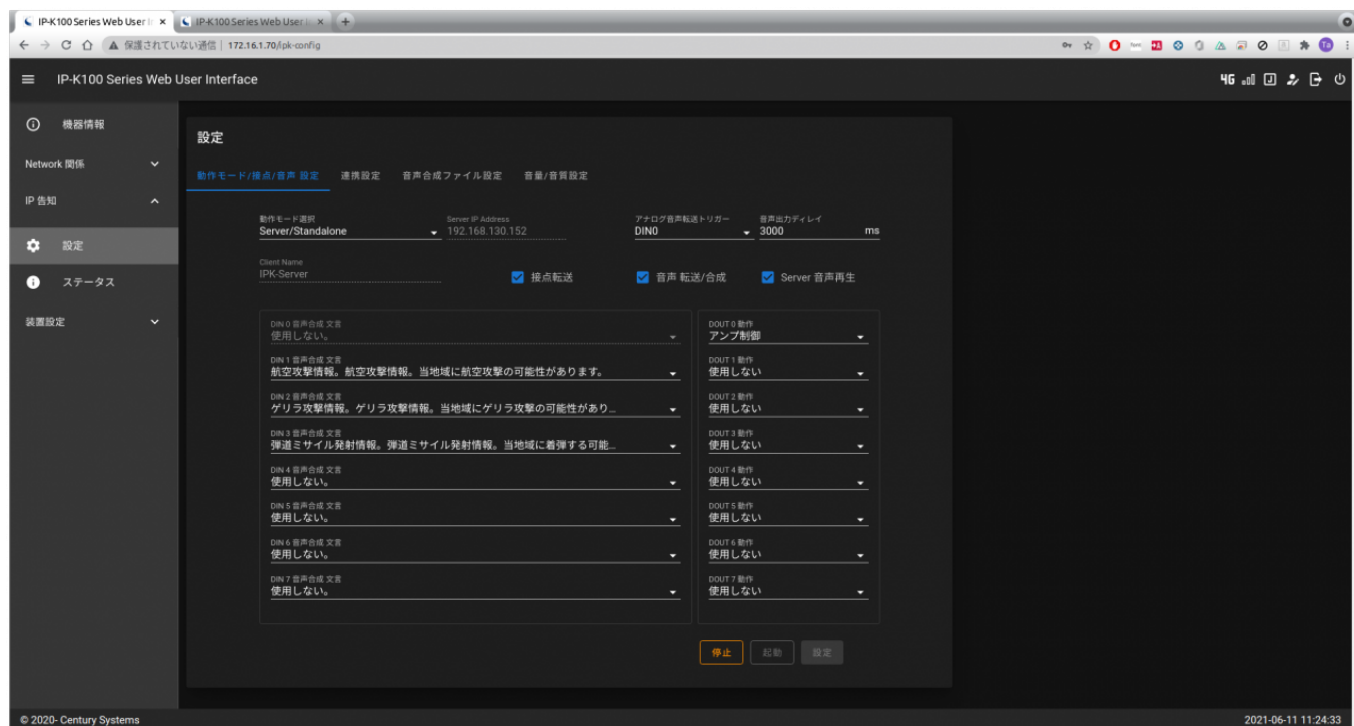 IP-K100 Series Web User I
IP-K100 Series Web User I
保護されていない通信 | 172.16.1.70/ipk-config
IP-K100 Series Web User Interface
4G
機器情報
Network 関係
IP 告知
設定
ステータス
装置設定
設定
動作モード/接点/音声 設定 連携設定 音声合成ファイル設定 音量/音質設定
動作モード選択 Server IP Address アナログ音声転送トリガー 音声出力ディレイ
Server/Standalone 192.168.130.152 DIN0 3000 ms
Client Name
IPK-Server 接点転送 音声 転送/合成 Server 音声再生
DIN 0 音声合成 文言
使用しない。
DIN 1 音声合成 文言
航空攻撃情報。航空攻撃情報。当地域に航空攻撃の可能性があります。
DIN 2 音声合成 文言
ゲリラ攻撃情報。ゲリラ攻撃情報。当地域にゲリラ攻撃の可能性があり...
DIN 3 音声合成 文言
弾道ミサイル発射情報。弾道ミサイル発射情報。当地域に着弾する可能...
DIN 4 音声合成 文言
使用しない。
DIN 5 音声合成 文言
使用しない。
DIN 6 音声合成 文言
使用しない。
DIN 7 音声合成 文言
使用しない。
DOUT 0 動作
アンプ制御
DOUT 1 動作
使用しない
DOUT 2 動作
使用しない
DOUT 3 動作
使用しない
DOUT 4 動作
使用しない
DOUT 5 動作
使用しない
DOUT 6 動作
使用しない
DOUT 7 動作
使用しない
停止 起動 設定
© 2020- Century Systems
2021-06-11 11:24:33